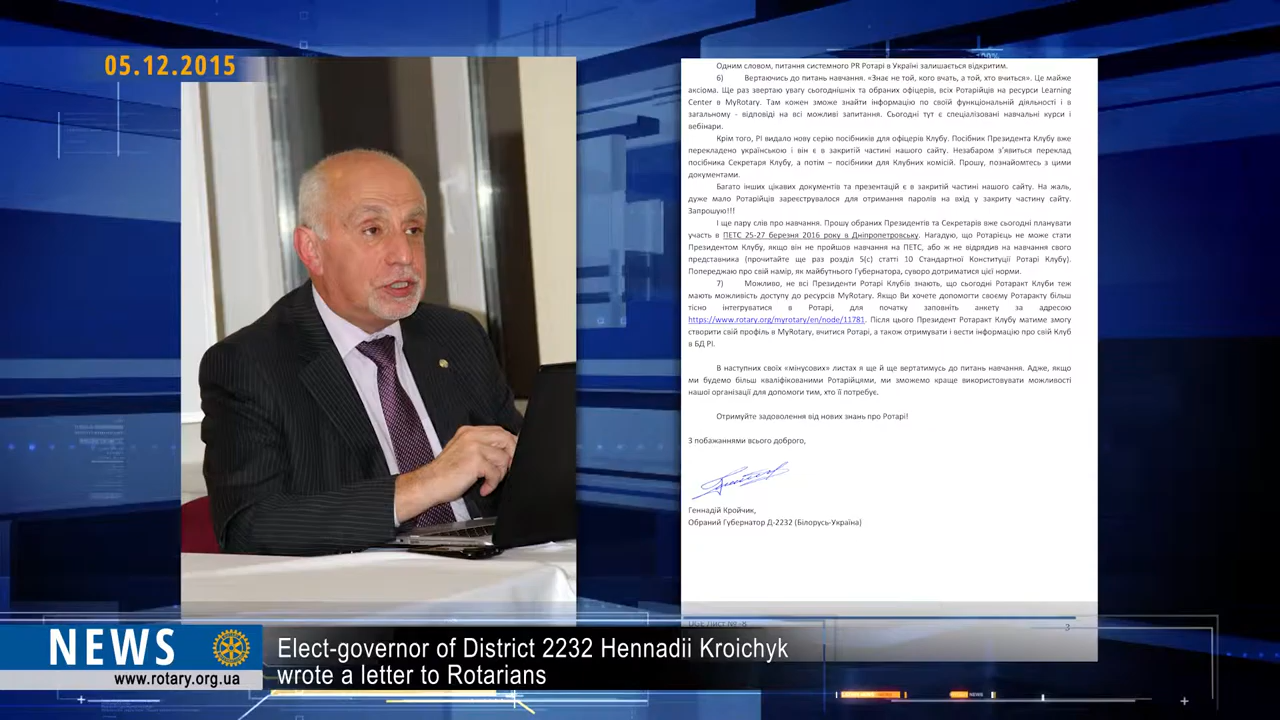 05.12.2015
Одним словом, питання системного PR Ротарі в Україні залишається відкритим.
6) Вертаючись до питань навчання. «Знає не той, кого вчать, а той, хто вчиться». Це майже
аксіома. Ще раз звертаю увагу сьогоднішніх та обраних офіцерів, всіх Ротарійців на ресурси Learning
Center в MyRotary. Там кожен зможе знайти інформацію по своїй функціональній діяльності і в
загальному - відповіді на всі можливі запитання. Сьогодні тут є спеціалізовані навчальні курси і
вебінари.
Крім того, РІ видало нову серію посібників для офіцерів Клубу. Посібник Президента Клубу вже
перекладено українською і він є в закритій частині нашого сайту. Незабаром з'явиться переклад
посібника Секретаря Клубу, а потім – посібники для Клубних комісій. Прошу, познайомтесь з цими
документами.
Багато інших цікавих документів та презентацій є в закритій частині нашого сайту. На жаль,
дуже мало Ротарійців зареєструвалося для отримання паролів на вхід у закриту частину сайту.
Запрошую!!!
І ще пару слів про навчання. Прошу обраних Президентів та Секретарів вже сьогодні планувати
участь в ПЕТС 25-27 березня 2016 року в Дніпропетровську. Нагадую, що Ротарієць не може стати
Президентом Клубу, якщо він не пройшов навчання на ПЕТС, або ж не відрядив на навчання свого
представника (прочитайте ще раз розділ 5(с) статті 10 Стандартної Конституції Ротарі Клубу).
Попереджаю про свій намір, як майбутнього Губернатора, суворо дотриматися цієї норми.
7) Можливо, не всі Президенти Ротарі Клубів знають, що сьогодні Ротаракт Клуби теж
мають можливість доступу до ресурсів MyRotary. Якщо Ви хочете допомогти своєму Ротаракту більш
тісно інтегруватися в Ротарі, для початку заповніть анкету за адресою
https://www.rotary.org/myrotary/en/node/11781. Після цього Президент Ротаракт Клубу матиме змогу
створити свій профіль в MyRotary, вчитися Ротарі, а також отримувати і вести інформацію про свій Клуб
в БД РІ.
В наступних своїх «мінусових» листах я ще й ще вертатимусь до питань навчання. Адже, якщо
ми будемо більш кваліфікованими Ротарійцями, ми зможемо краще використовувати можливості
нашої організації для допомоги тим, хто її потребує.
Отримуйте задоволення від нових знань про Ротарі!
З побажаннями всього доброго,
Геннадій Кройчик,
Обраний Губернатор Д-2232 (Білорусь-Україна)
3
NEWS
www.rotary.org.ua
Elect-governor of District 2232 Hennadii Kroichyk
wrote a letter to Rotarians